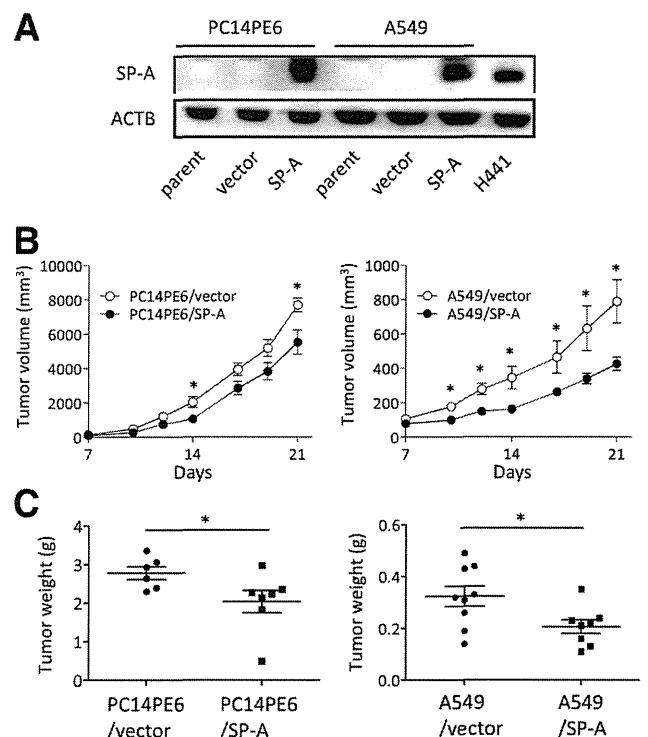 A
PC14PE6 A549
SP-A
ACTB
parent vector SP-A parent vector SP-A H441
B
Tumor volume (mm³)
10000
8000
6000
4000
2000
0
PC14PE6/vector
PC14PE6/SP-A
*
*
7 14 21
Days
Tumor volume (mm³)
1000
800
600
400
200
0
A549/vector
A549/SP-A
* * * * * *
7 14 21
Days
C
Tumor weight (g)
4
3
2
1
0
*
PC14PE6 PC14PE6
/vector /SP-A
Tumor weight (g)
0.6
0.4
0.2
0.0
*
A549 A549
/vector /SP-A